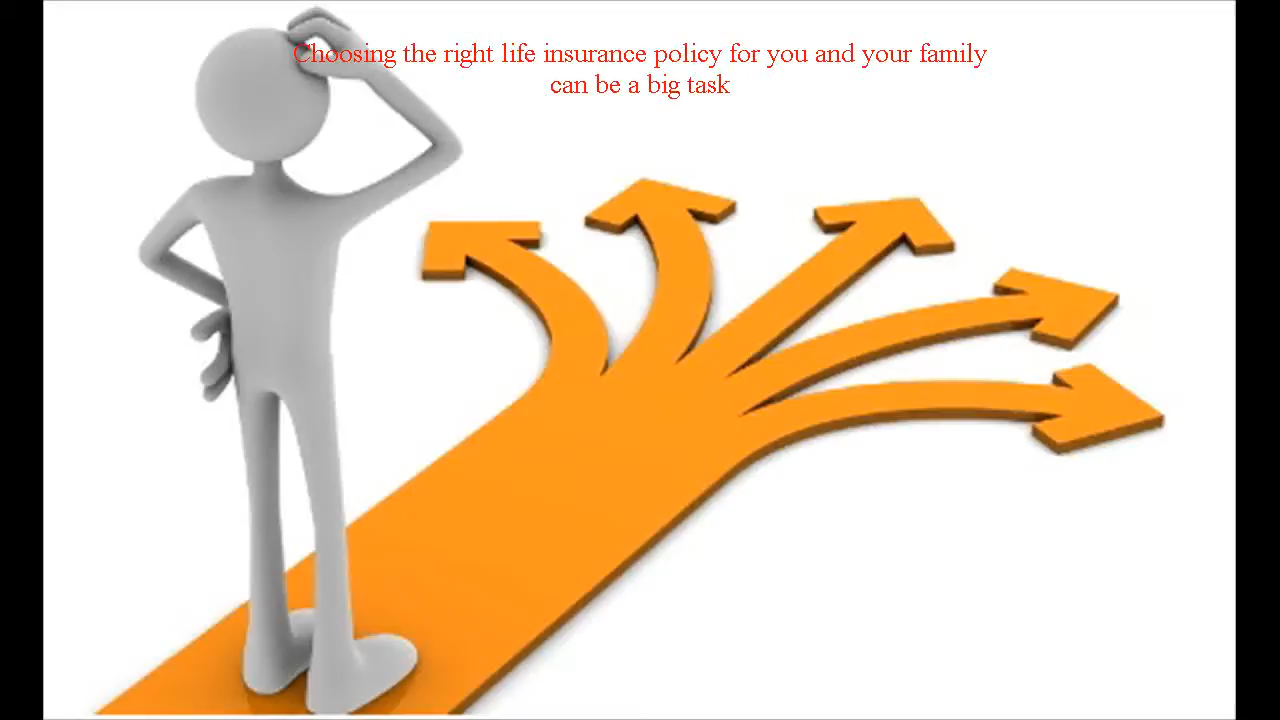 Choosing the right life insurance policy for you and your family
can be a big task